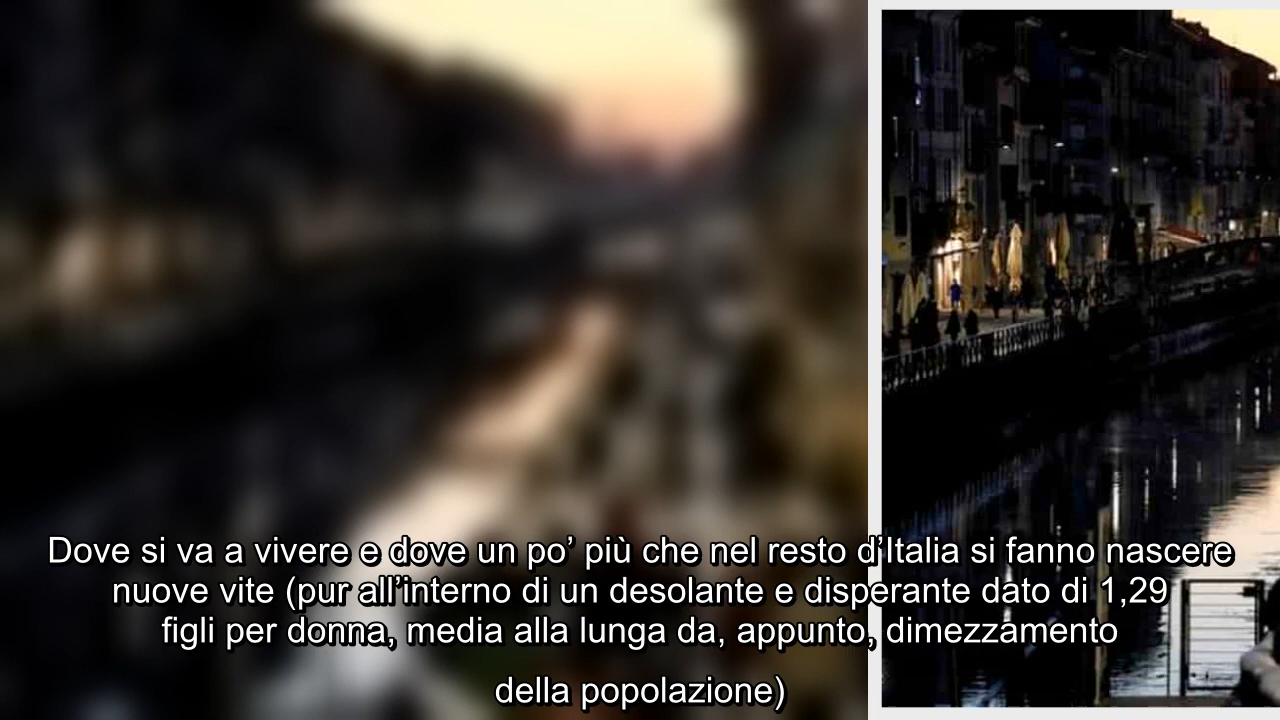 Dove si va a vivere e dove un po’ più che nel resto d’Italia si fanno nascere
nuove vite (pur all’interno di un desolante e disperante dato di 1,29
figli per donna, media alla lunga da, appunto, dimezzamento
della popolazione)